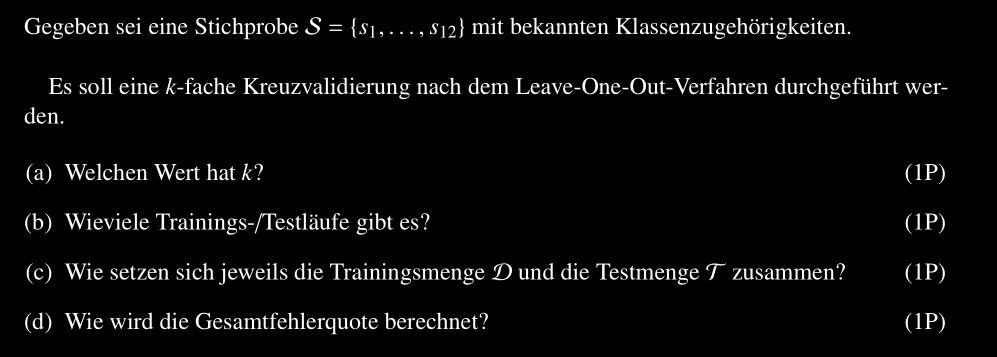 Gegeben sei eine Stichprobe 𝒮 = {s₁, . . . , s₁₂} mit bekannten Klassenzugehörigkeiten.
Es soll eine k-fache Kreuzvalidierung nach dem Leave-One-Out-Verfahren durchgeführt wer-
den.
(a) Welchen Wert hat k? (1P)
(b) Wieviele Trainings-/Testläufe gibt es? (1P)
(c) Wie setzen sich jeweils die Trainingsmenge 𝒟 und die Testmenge 𝒯 zusammen? (1P)
(d) Wie wird die Gesamtfehlerquote berechnet? (1P)